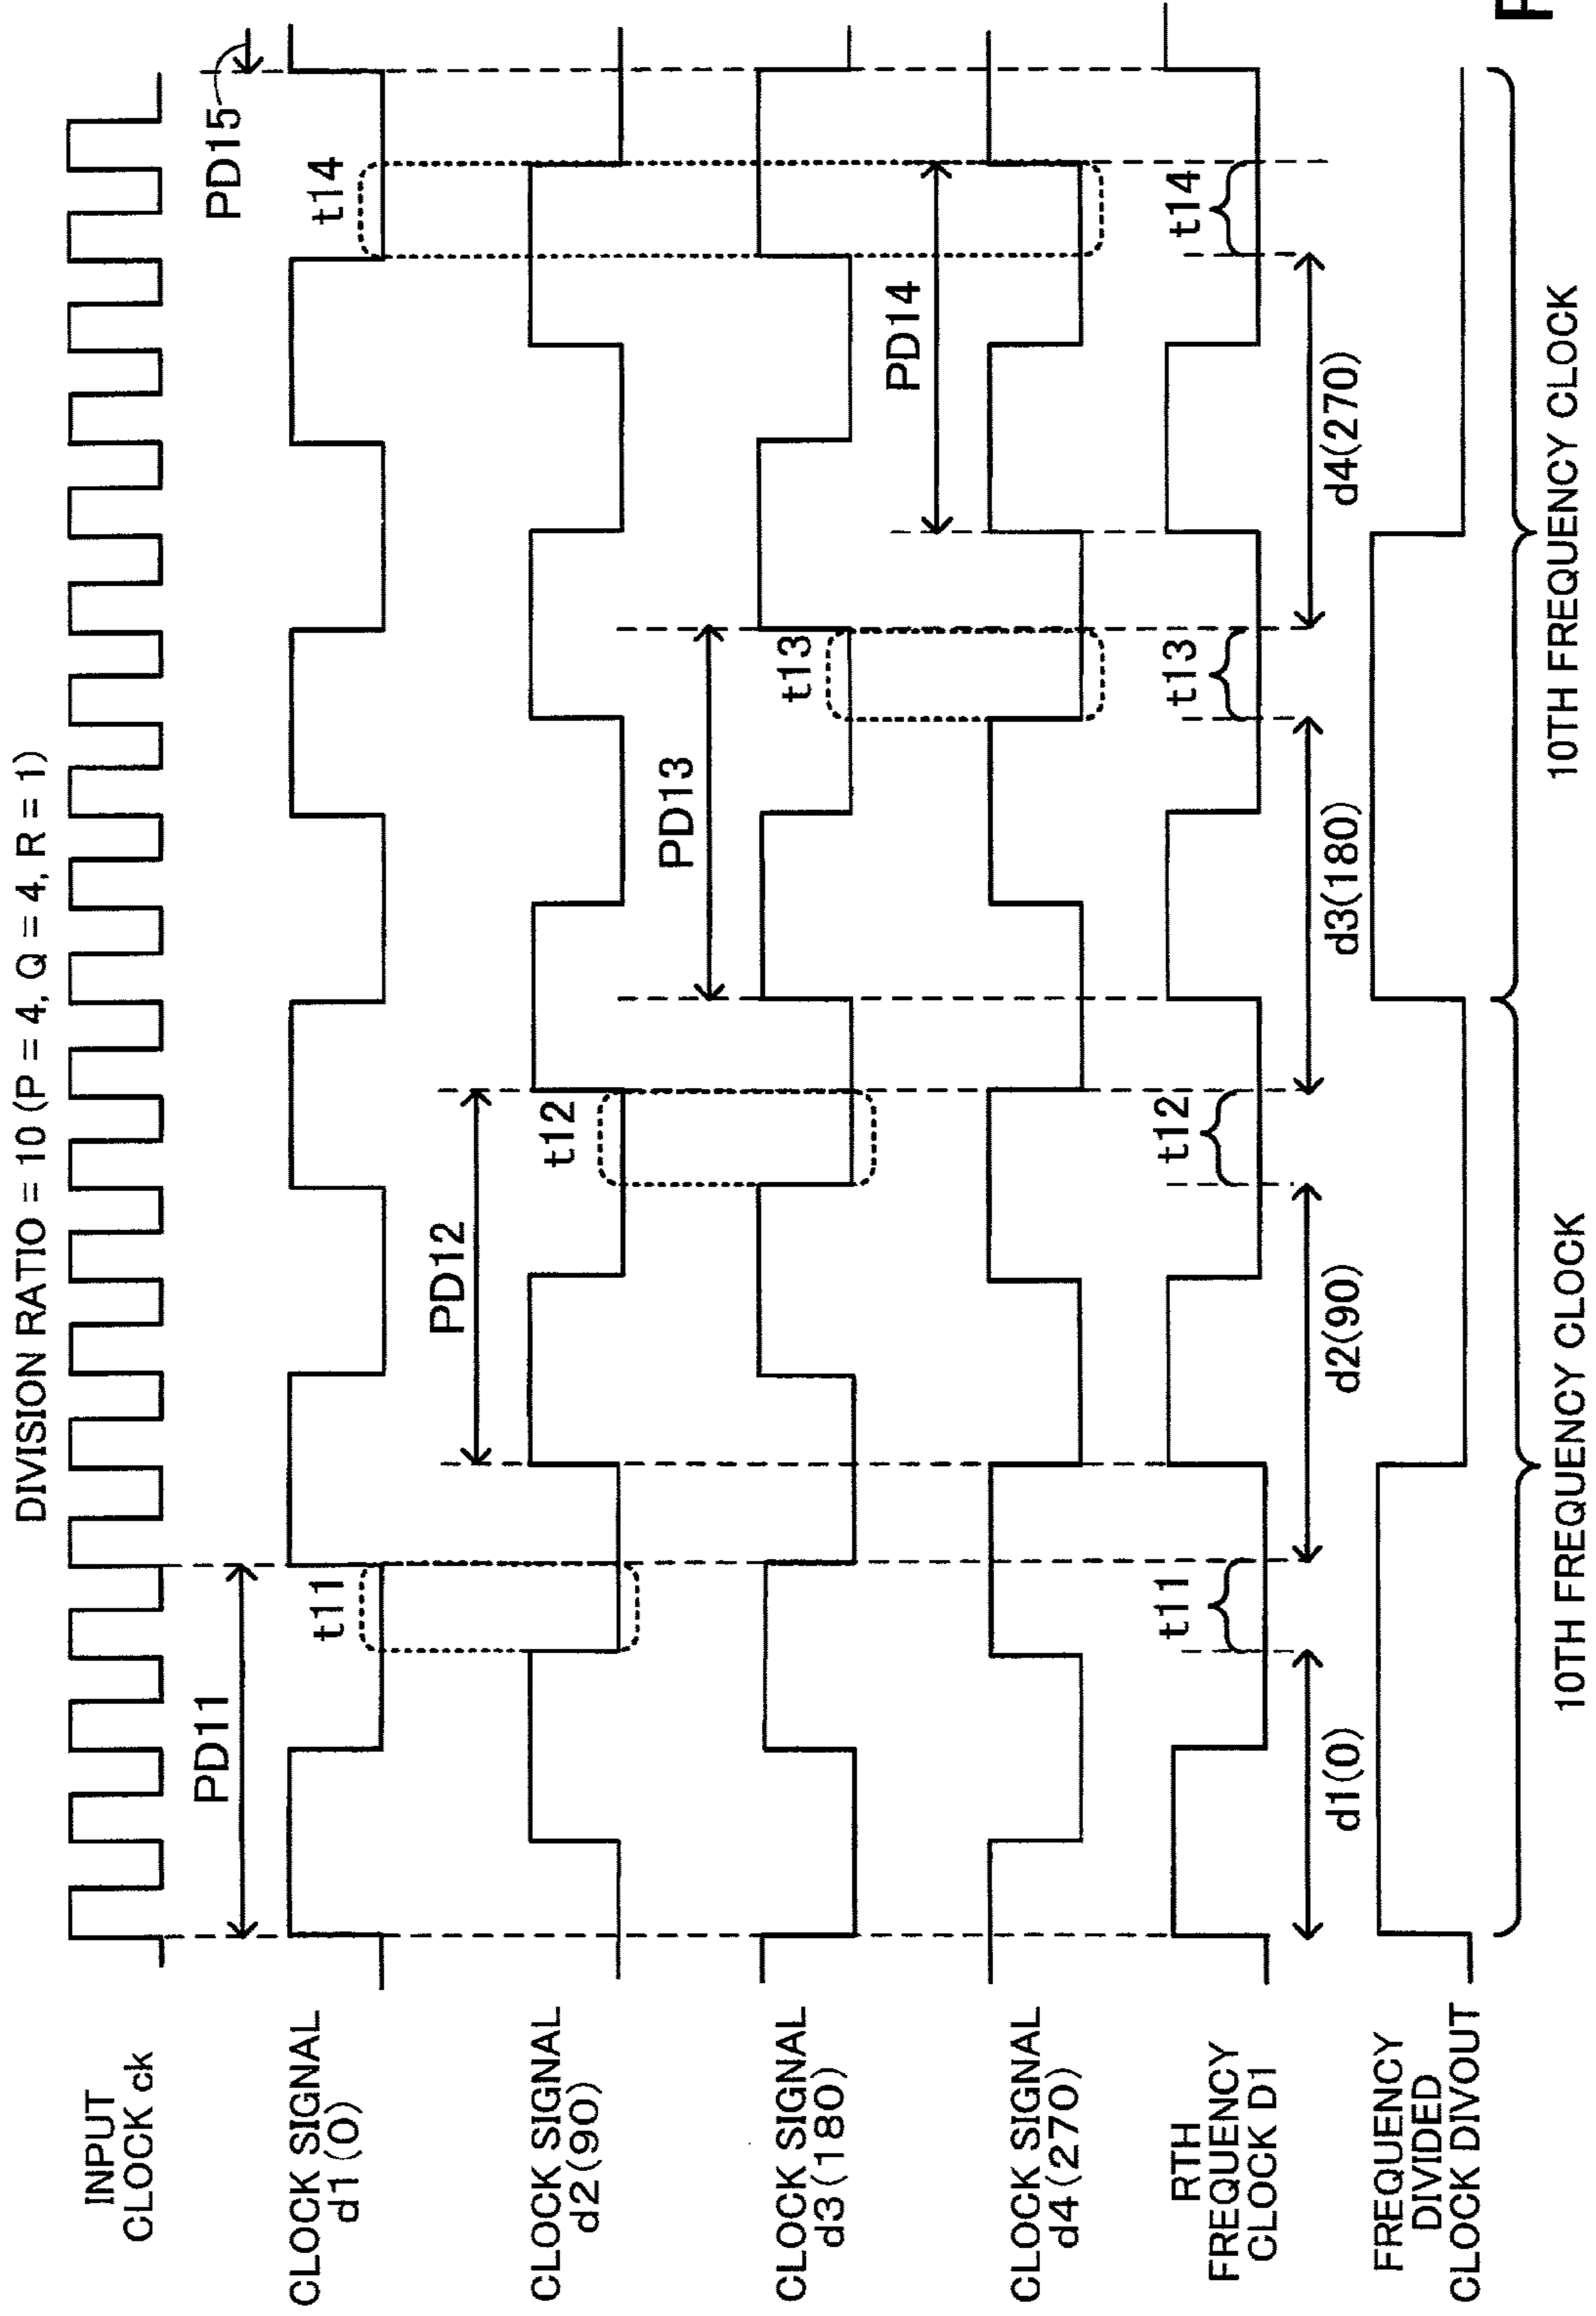 DIVISION RATIO = 10 (P = 4, Q = 4, R = 1)
INPUT
CLOCK ck
PD11
PD15
CLOCK SIGNAL
d1(0)
t11
t14
PD12
CLOCK SIGNAL
d2(90)
t12
PD13
CLOCK SIGNAL
d3(180)
t13
PD14
CLOCK SIGNAL
d4(270)
RTH
FREQUENCY
CLOCK D1
t11
t12
t13
t14
d1(0)
d2(90)
d3(180)
d4(270)
FREQUENCY
DIVIDED
CLOCK DIVOUT
10TH FREQUENCY CLOCK
10TH FREQUENCY CLOCK